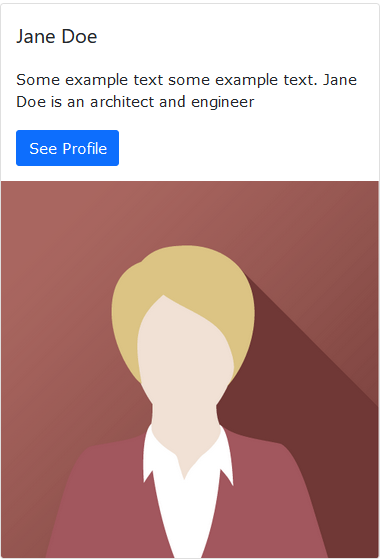 Jane Doe
Some example text some example text. Jane
Doe is an architect and engineer
See Profile